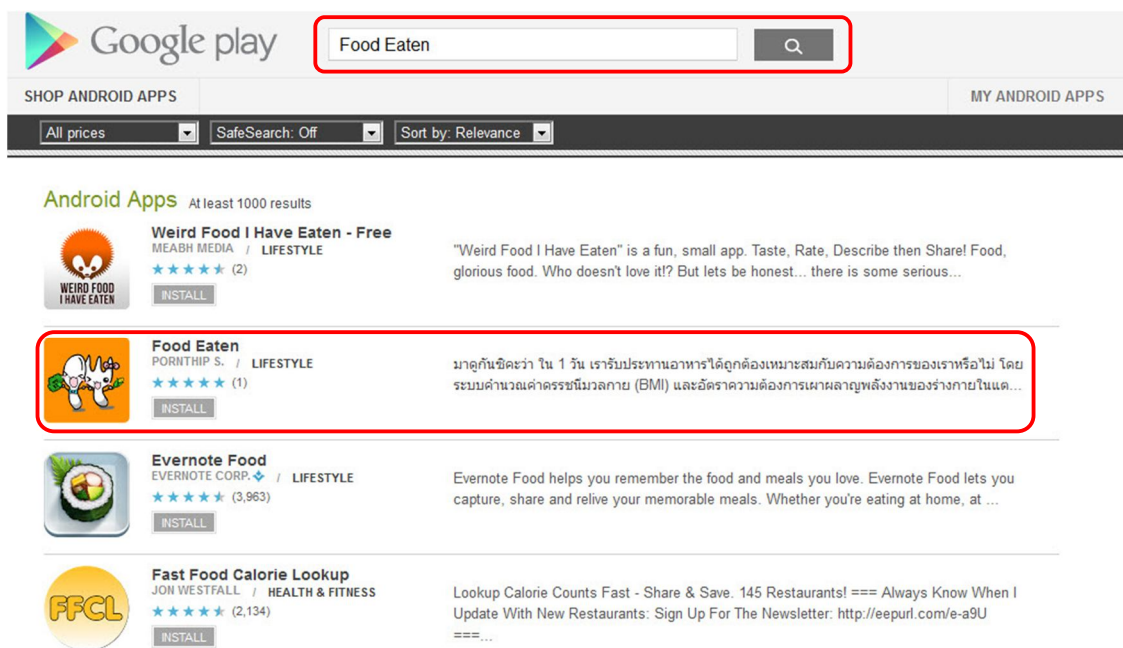 Google play
Food Eaten
SHOP ANDROID APPS
MY ANDROID APPS
All prices
SafeSearch: Off
Sort by: Relevance
Android Apps At least 1000 results
WEIRD FOOD
I HAVE EATEN
Weird Food I Have Eaten - Free
MEABH MEDIA / LIFESTYLE
(2)
INSTALL
"Weird Food I Have Eaten" is a fun, small app. Taste, Rate, Describe then Share! Food,
glorious food. Who doesn't love it!? But lets be honest... there is some serious...
Food Eaten
PORNTHIP S. / LIFESTYLE
(1)
INSTALL
มาดูกันซิคะว่า ใน 1 วัน เรารับประทานอาหารได้ถูกต้องเหมาะสมกับความต้องการของเราหรือไม่ โดย
ระบบคำนวณค่าดรรชนีมวลกาย (BMI) และอัตราความต้องการเผาผลาญพลังงานของร่างกายในแต...
Evernote Food
EVERNOTE CORP. / LIFESTYLE
(3,963)
INSTALL
Evernote Food helps you remember the food and meals you love. Evernote Food lets you
capture, share and relive your memorable meals. Whether you're eating at home, at ...
FFCL
Fast Food Calorie Lookup
JON WESTFALL / HEALTH & FITNESS
(2,134)
INSTALL
Lookup Calorie Counts Fast - Share & Save. 145 Restaurants! === Always Know When I
Update With New Restaurants: Sign Up For The Newsletter: http://eepurl.com/e-a9U
===...